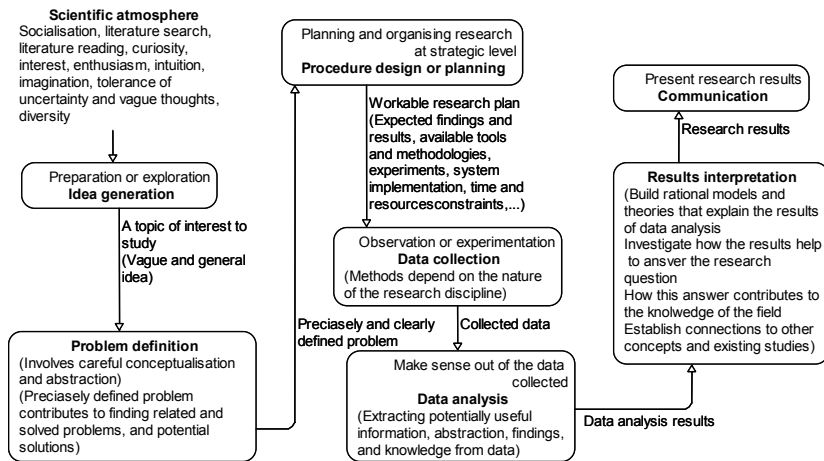 Scientific atmosphere
Socialisation, literature search,
literature reading, curiosity,
interest, enthusiasm, intuition,
imagination, tolerance of
uncertainty and vague thoughts,
diversity
Preparation or exploration
Idea generation
A topic of interest to
study
(Vague and general
idea)
Problem definition
(Involves careful conceptualisation
and abstraction)
(Preciasely defined problem
contributes to finding related and
solved problems, and potential
solutions)
Preciasely and clearly
defined problem
Planning and organising research
at strategic level
Procedure design or planning
Workable research plan
(Expected findings and
results, available tools
and methodologies,
experiments, system
implementation, time and
resourcesconstraints,...)
Observation or experimentation
Data collection
(Methods depend on the nature
of the research discipline)
Collected data
Make sense out of the data
collected
Data analysis
(Extracting potentially useful
information, abstraction, findings,
and knowledge from data)
Data analysis results
Results interpretation
(Build rational models and
theories that explain the results
of data analysis
Investigate how the results help
to ansver the research
question
How this answer contributes to
the knolwedge of the field
Establish connections to other
concepts and existing studies)
Research results
Present research results
Communication